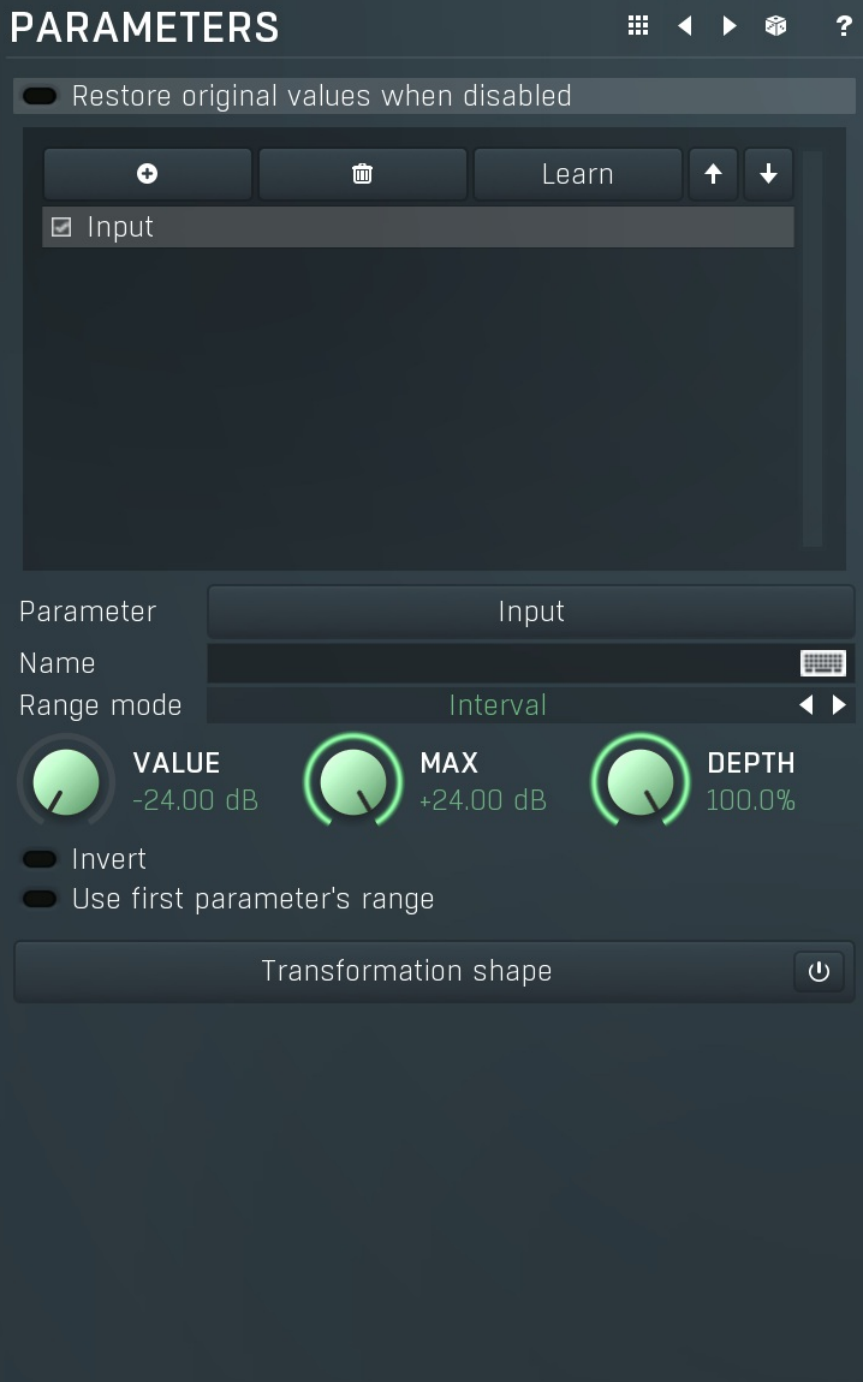 PARAMETERS ?
Restore original values when disabled
Learn
Input
Parameter Input
Name
Range mode Interval
VALUE MAX DEPTH
-24.00 dB +24.00 dB 100.0%
Invert
Use first parameter's range
Transformation shape